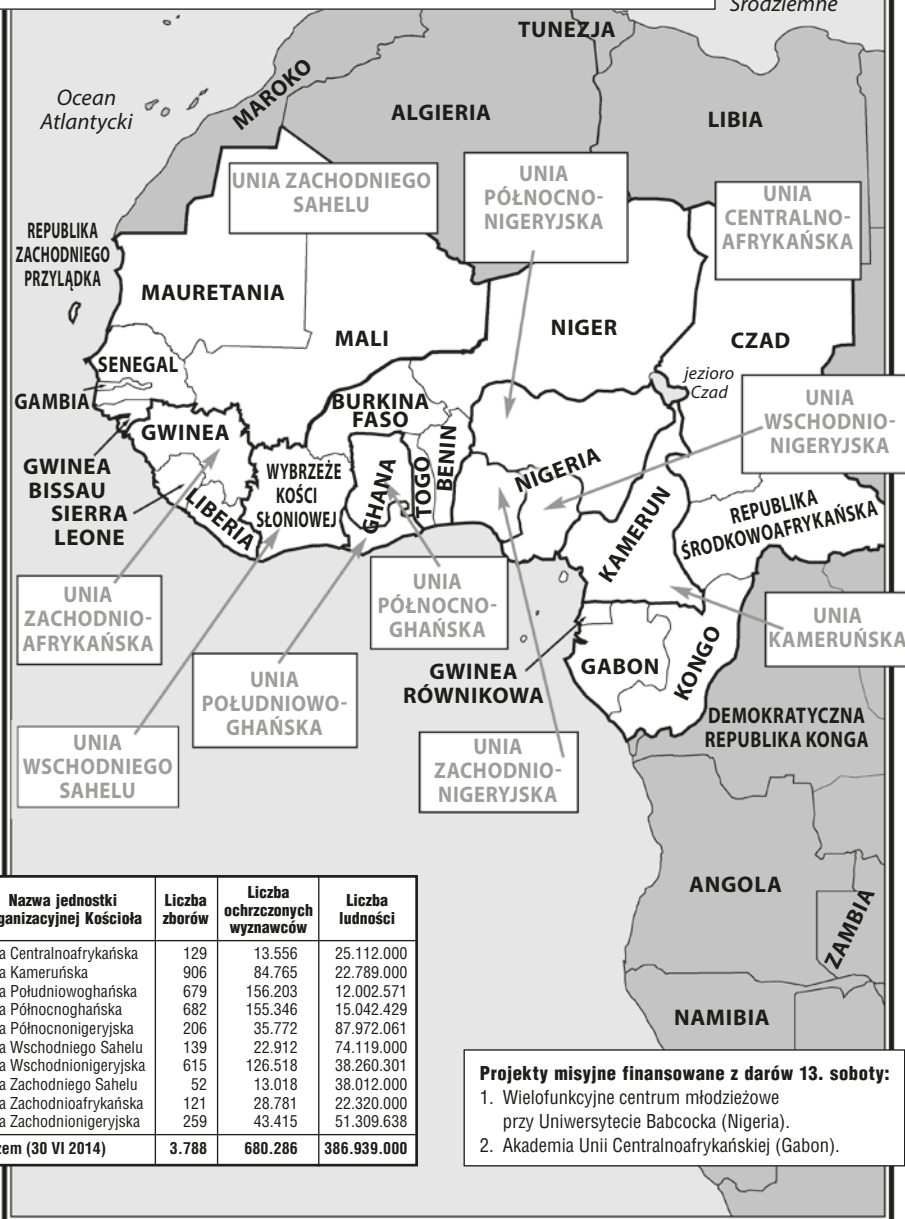 Śródziemne
TUNEZJA
Ocean
Atlantycki
MAROKO
ALGIERIA
LIBIA
UNIA ZACHODNIEGO
SAHELU
UNIA
PÓŁNOCNO-
NIGERYJSKA
UNIA
CENTRALNO-
AFRYKAŃSKA
REPUBLIKA
ZACHODNIEGO
PRZYLĄDKA
MAURETANIA
MALI
NIGER
CZAD
SENEGAL
GAMBIA
jezioro
Czad
BURKINA
FASO
UNIA
WSCHODNIO-
NIGERYJSKA
GWINEA
GWINEA
BISSAU
SIERRA
LEONE
LIBERIA
WYBRZEŻE
KOŚCI
SŁONIOWEJ
GHANA
TOGO
BENIN
NIGERIA
KAMERUN
REPUBLIKA
ŚRODKOWOAFRYKAŃSKA
UNIA
ZACHODNIO-
AFRYKAŃSKA
UNIA
PÓŁNOCNO-
GHAŃSKA
UNIA
KAMERUŃSKA
UNIA
POŁUDNIOWO-
GHAŃSKA
GWINEA
RÓWNIKOWA
GABON
KONGO
DEMOKRATYCZNA
REPUBLIKA KONGA
UNIA
WSCHODNIEGO
SAHELU
UNIA
ZACHODNIO-
NIGERYJSKA
ANGOLA
ZAMBIA
NAMIBIA
Nazwa jednostki
ganizacyjnej Kościoła
Liczba
zborów
Liczba
ochrzczonych
wyznawców
Liczba
ludności
a Centralnoafrykańska 129 13.556 25.112.000
a Kameruńska 906 84.765 22.789.000
a Południowoghańska 679 156.203 12.002.571
a Północnoghańska 682 155.346 15.042.429
a Północnonigeryjska 206 35.772 87.972.061
a Wschodniego Sahelu 139 22.912 74.119.000
a Wschodnionigeryjska 615 126.518 38.260.301
a Zachodniego Sahelu 52 13.018 38.012.000
a Zachodnioafrykańska 121 28.781 22.320.000
a Zachodnionigeryjska 259 43.415 51.309.638
zem (30 VI 2014) 3.788 680.286 386.939.000
Projekty misyjne finansowane z darów 13. soboty:
1. Wielofunkcyjne centrum młodzieżowe
przy Uniwersytecie Babcocka (Nigeria).
2. Akademia Unii Centralnoafrykańskiej (Gabon).